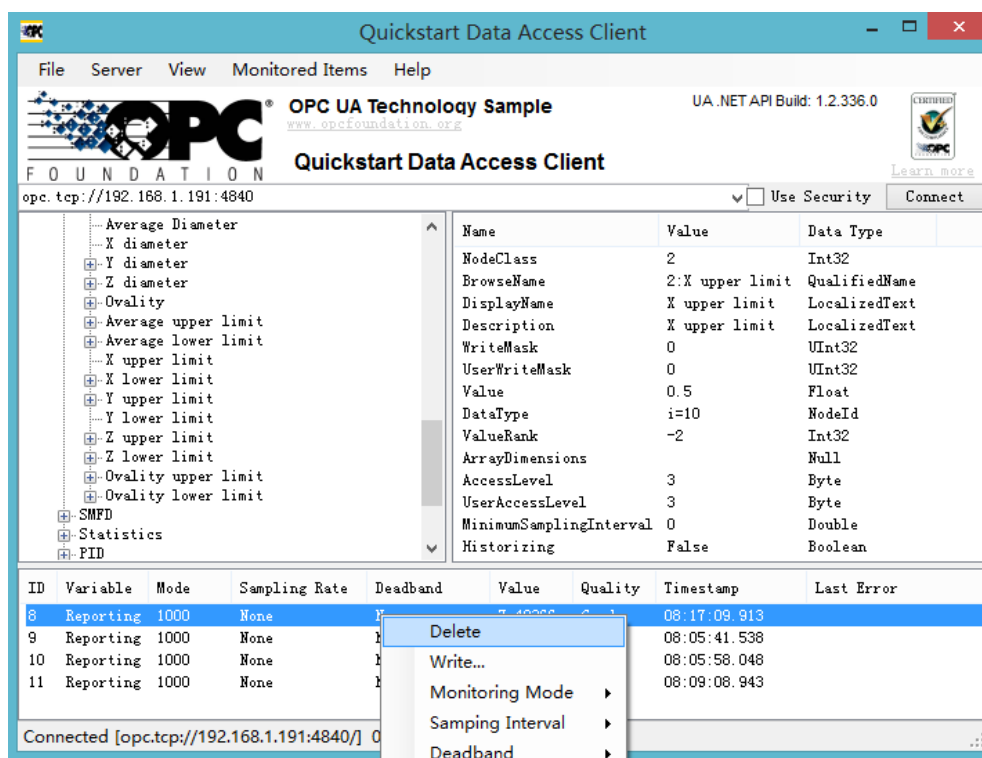 OPC Quickstart Data Access Client
File Server View Monitored Items Help
OPC FOUNDATION ®
OPC UA Technology Sample
www.opcfoundation.org
Quickstart Data Access Client
UA .NET API Build: 1.2.336.0
CERTIFIED
OPC
Learn more
opc.tcp://192.168.1.191:4840 Use Security Connect
Average Diameter
X diameter
Y diameter
Z diameter
Ovality
Average upper limit
Average lower limit
X upper limit
X lower limit
Y upper limit
Y lower limit
Z upper limit
Z lower limit
Ovality upper limit
Ovality lower limit
SMFD
Statistics
PID
Name Value Data Type
NodeClass 2 Int32
BrowseName 2:X upper limit QualifiedName
DisplayName X upper limit LocalizedText
Description X upper limit LocalizedText
WriteMask 0 UInt32
UserWriteMask 0 UInt32
Value 0.5 Float
DataType i=10 NodeId
ValueRank -2 Int32
ArrayDimensions Null
AccessLevel 3 Byte
UserAccessLevel 3 Byte
MinimumSamplingInterval 0 Double
Historizing False Boolean
ID Variable Mode Sampling Rate Deadband Value Quality Timestamp Last Error
8 Reporting 1000 None 08:17:09.913
9 Reporting 1000 None 08:05:41.538
10 Reporting 1000 None 08:05:58.048
11 Reporting 1000 None 08:09:08.943
Delete
Write...
Monitoring Mode
Samping Interval
Deadband
Connected [opc.tcp://192.168.1.191:4840/]